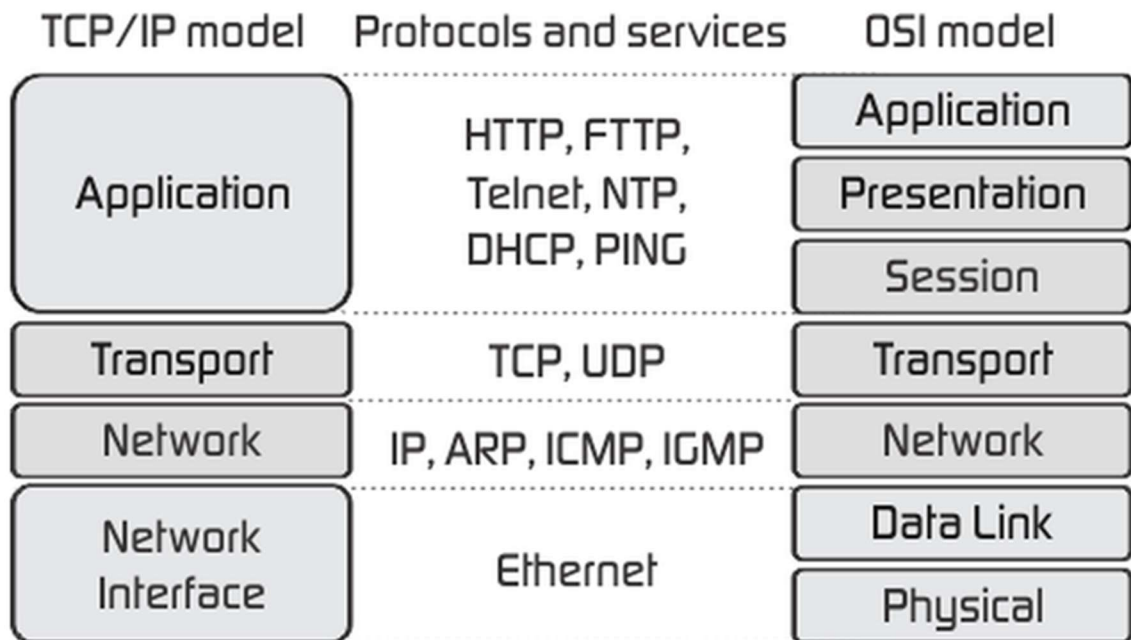 TCP/IP model
Protocols and services
OSI model
Application
HTTP, FTTP,
Telnet, NTP,
DHCP, PING
Application
Presentation
Session
Transport
TCP, UDP
Transport
Network
IP, ARP, ICMP, IGMP
Network
Network
Interface
Ethernet
Data Link
Physical